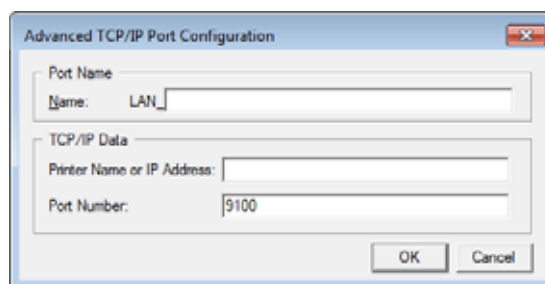 Advanced TCP/IP Port Configuration
Port Name
Name: LAN_
TCP/IP Data
Printer Name or IP Address:
Port Number: 9100
OK Cancel